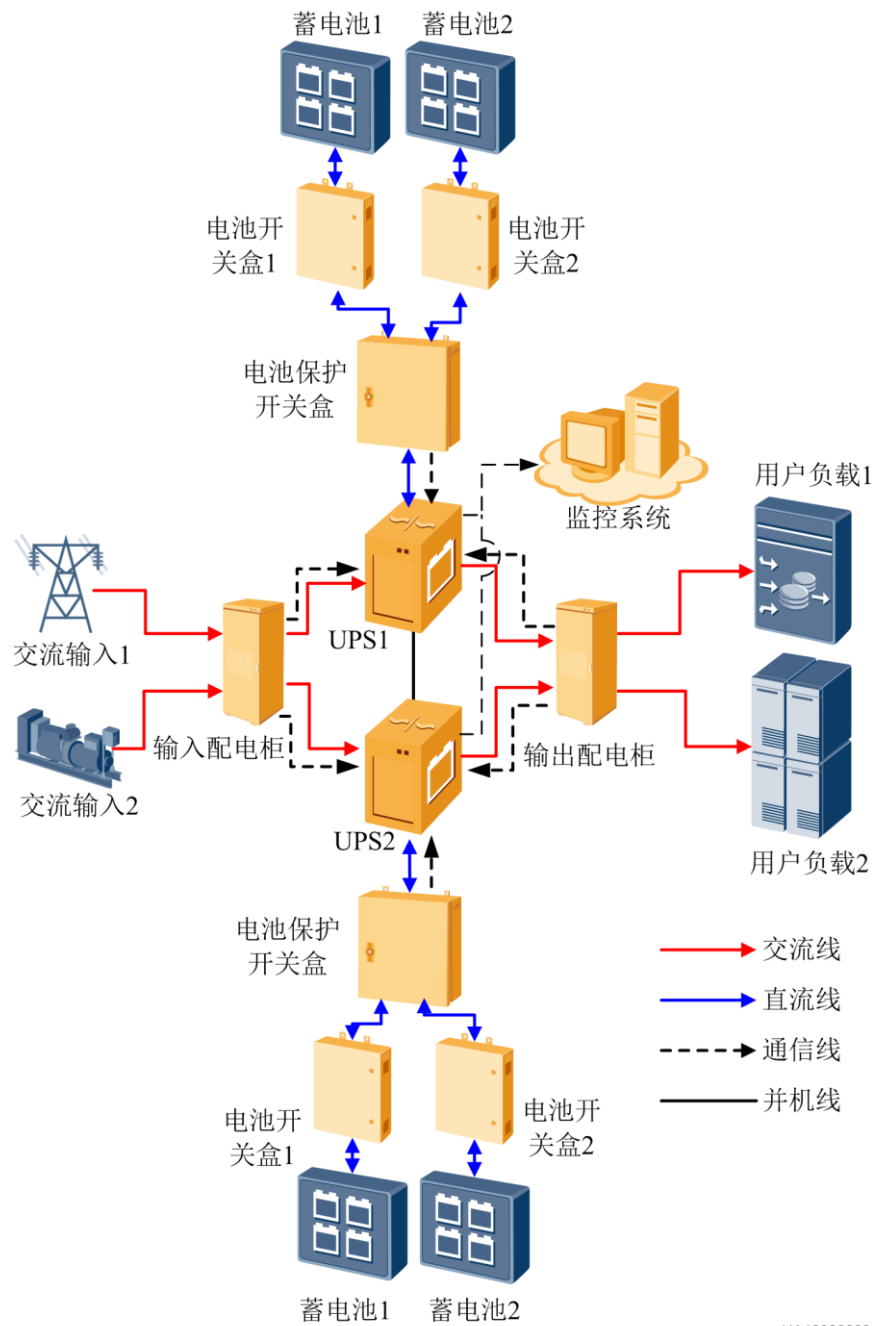 蓄电池1
蓄电池2
电池开
关盒1
电池开
关盒2
电池保护
开关盒
监控系统
用户负载1
交流输入1
UPS1
输入配电柜
输出配电柜
交流输入2
UPS2
用户负载2
电池保护
开关盒
交流线
直流线
通信线
并机线
电池开
关盒1
电池开
关盒2
蓄电池1
蓄电池2